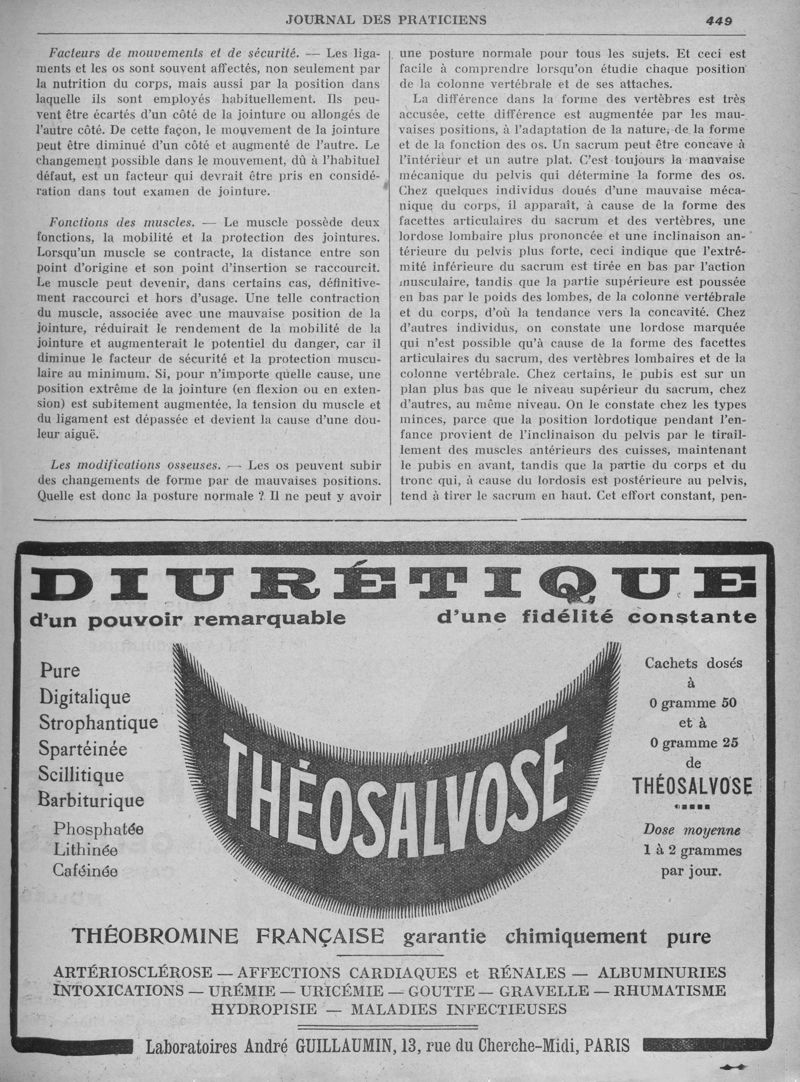 JOURNAL DES PRATICIENS 449
Facteurs de mouvements et de sécurité. — Les liga-
ments et les os sont souvent affectés, non seulement par
la nutrition du corps, mais aussi par la position dans
laquelle ils sont employés habituellement. Ils peu-
vent être écartés d'un côté de la jointure ou allongés de
l'autre côté. De cette façon, le mouvement de la jointure
peut être diminué d'un côté et augmenté de l'autre. Le
changement possible dans le mouvement, dû à l'habituel
défaut, est un facteur qui devrait être pris en considé-
ration dans tout examen de jointure.
Fonctions des muscles. — Le muscle possède deux
fonctions, la mobilité et la protection des jointures.
Lorsqu'un muscle se contracte, la distance entre son
point d'origine et son point d'insertion se raccourcit.
Le muscle peut devenir, dans certains cas, définitive-
ment raccourci et hors d'usage. Une telle contraction
du muscle, associée avec une mauvaise position de la
jointure, réduirait le rendement de la mobilité de la
jointure et augmenterait le potentiel du danger, car il
diminue le facteur de sécurité et la protection muscu-
laire au minimum. Si, pour n'importe quelle cause, une
position extrême de la jointure (en flexion ou en exten-
sion) est subitement augmentée, la tension du muscle et
du ligament est dépassée et devient la cause d'une dou-
leur aiguë.
Les modifications osseuses. — Les os peuvent subir
des changements de forme par de mauvaises positions.
Quelle est donc la posture normale ? Il ne peut y avoir
une posture normale pour tous les sujets. Et ceci est
facile à comprendre lorsqu'on étudie chaque position
de la colonne vertébrale et de ses attaches.
La différence dans la forme des vertèbres est très
accusée, cette différence est augmentée par les mau-
vaises positions, à l'adaptation de la nature, de la forme
et de la fonction des os. Un sacrum peut être concave à
l'intérieur et un autre plat. C'est toujours la mauvaise
mécanique du pelvis qui détermine la forme des os.
Chez quelques individus doués d'une mauvaise méca-
nique du corps, il apparaît, à cause de la forme des
facettes articulaires du sacrum et des vertèbres, une
lordose lombaire plus prononcée et une inclinaison an-
térieure du pelvis plus forte, ceci indique que l'extré-
mité inférieure du sacrum est tirée en bas par l'action
musculaire, tandis que la partie supérieure est poussée
en bas par le poids des lombes, de la colonne vertébrale
et du corps, d'où la tendance vers la concavité. Chez
d'autres individus, on constate une lordose marquée
qui n'est possible qu'à cause de la forme des facettes
articulaires du sacrum, des vertèbres lombaires et de la
colonne vertébrale. Chez certains, le pubis est sur un
plan plus bas que le niveau supérieur du sacrum, chez
d'autres, au même niveau. On le constate chez les types
minces, parce que la position lordotique pendant l'en-
fance provient de l'inclinaison du pelvis par le tirail-
lement des muscles antérieurs des cuisses, maintenant
le pubis en avant, tandis que la partie du corps et du
tronc qui, à cause du lordosis est postérieure au pelvis,
tend à tirer le sacrum en haut. Cet effort constant, pen-
DIURÉTIQUE
d'un pouvoir remarquable d'une fidélité constante
Pure
Digitalique
Strophantique
Spartéinée
Scillitique
Barbiturique
Phosphatée
Lithinée
Caféinée
THÉOSALVOSE
Cachets dosés
à
0 gramme 50
et à
0 gramme 25
de
THÉOSALVOSE
Dose moyenne
1 à 2 grammes
par jour.
THÉOBROMINE FRANÇAISE garantie chimiquement pure
ARTÉRIOSCLÉROSE — AFFECTIONS CARDIAQUES et RÉNALES — ALBUMINURIES
INTOXICATIONS — URÉMIE — URICÉMIE — GOUTTE — GRAVELLE — RHUMATISME
HYDROPISIE — MALADIES INFECTIEUSES
Laboratoires André GUILLAUMIN, 13, rue du Cherche-Midi, PARIS